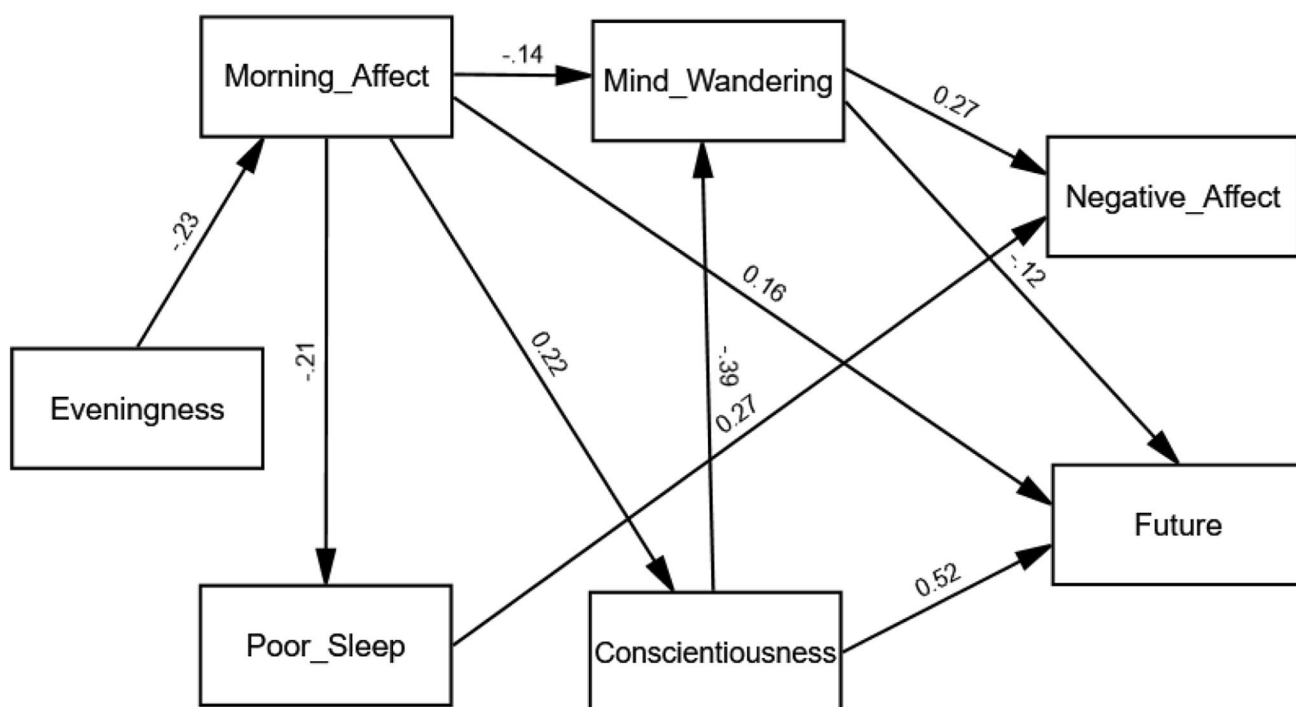 Morning_Affect
-.14
Mind_Wandering
0.27
Negative_Affect
-.23
0.16
-.12
Eveningness
-.21
0.22
-.39
0.27
Future
0.52
Poor_Sleep
Conscientiousness